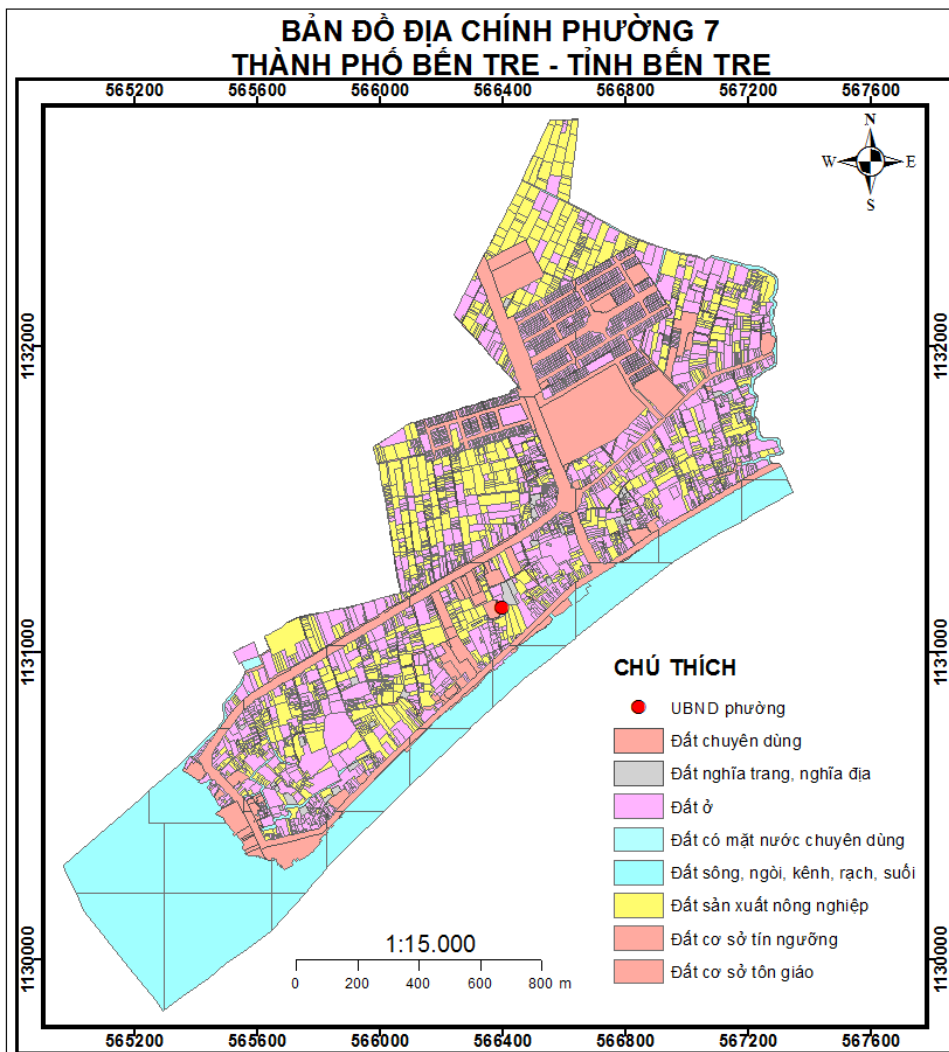 BẢN ĐỒ ĐỊA CHÍNH PHƯỜNG 7
THÀNH PHỐ BẾN TRE - TỈNH BẾN TRE
565200 565600 566000 566400 566800 567200 567600
N
W E
S
1132000 1132000
1131000 1131000
CHÚ THÍCH
UBND phường
Đất chuyên dùng
Đất nghĩa trang, nghĩa địa
Đất ở
Đất có mặt nước chuyên dùng
Đất sông, ngòi, kênh, rạch, suối
Đất sản xuất nông nghiệp
Đất cơ sở tín ngưỡng
Đất cơ sở tôn giáo
1:15.000
0 200 400 600 800 m
1130000 1130000
565200 565600 566000 566400 566800 567200 567600